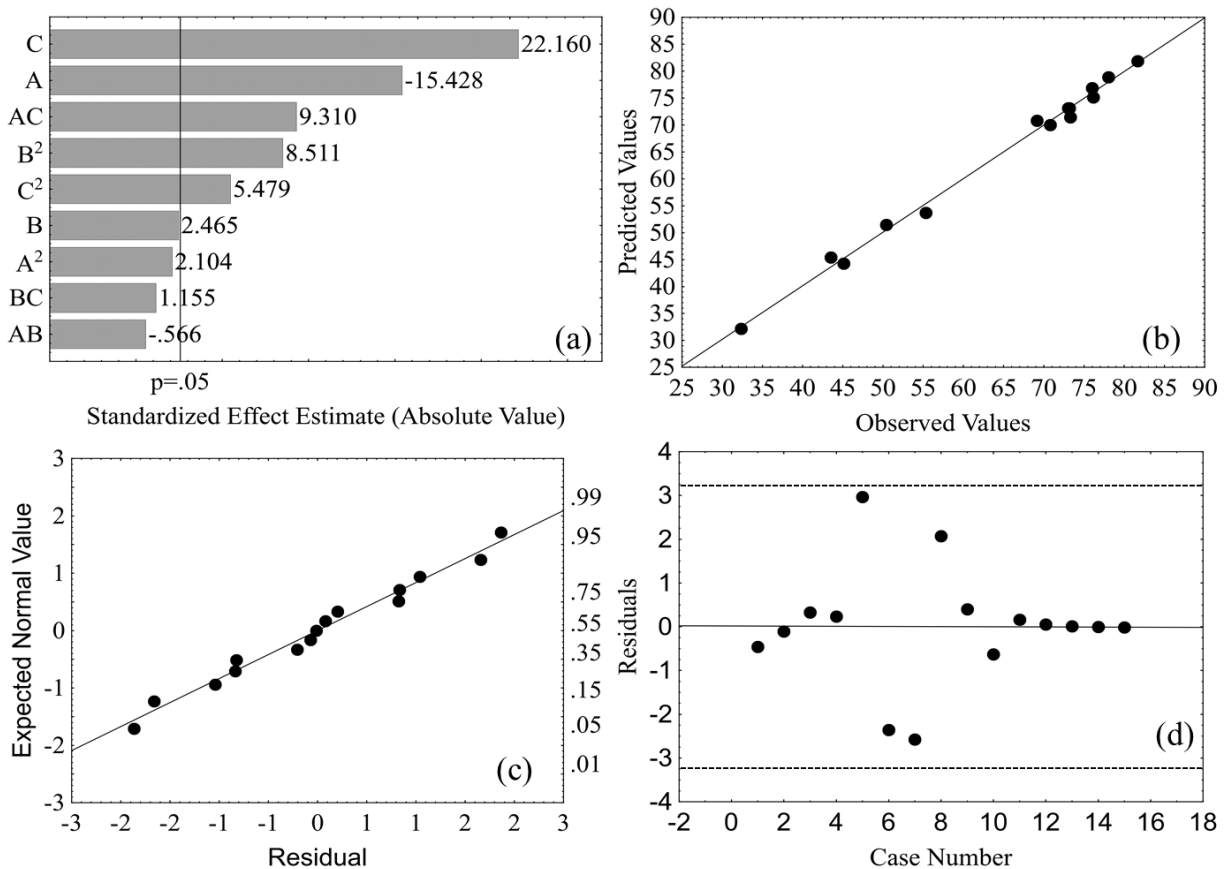 C 22.160
A -15.428
AC 9.310
B² 8.511
C² 5.479
B 2.465
A² 2.104
BC 1.155
AB -.566
(a)
p=.05
Standardized Effect Estimate (Absolute Value)
90
85
80
75
70
65
60
55
50
45
40
35
30
25
Predicted Values
(b)
25 30 35 40 45 50 55 60 65 70 75 80 85 90
Observed Values
3
2
1
0
-1
-2
-3
Expected Normal Value
.99
.95
.75
.55
.35
.15
.05
.01
(c)
-3 -2 -2 -1 -1 0 1 1 2 2 3
Residual
4
3
2
1
0
-1
-2
-3
-4
Residuals
(d)
-2 0 2 4 6 8 10 12 14 16 18
Case Number